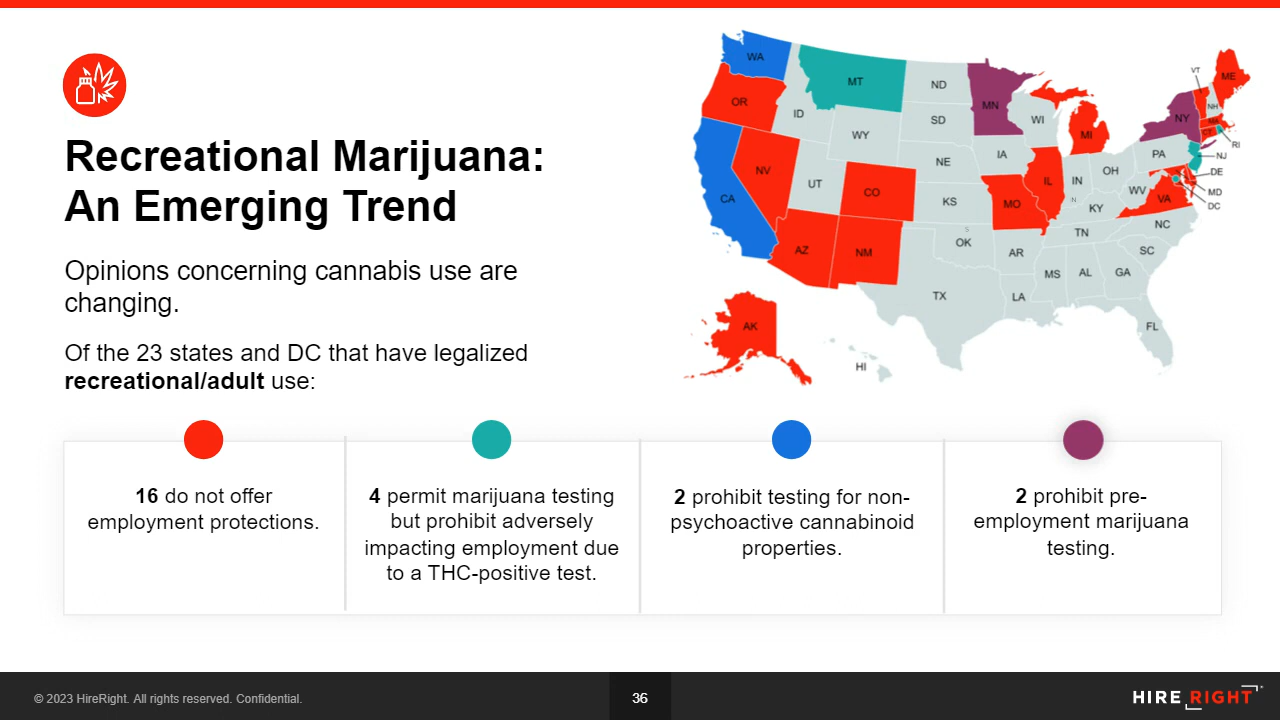 Recreational Marijuana:
An Emerging Trend
Opinions concerning cannabis use are
changing.
Of the 23 states and DC that have legalized
recreational/adult use:
WA
OR
CA
NV
ID
MT
WY
UT
AZ
CO
NM
ND
SD
NE
KS
OK
S
TX
MN
IA
MO
AR
LA
WI
IL
MI
IN
N
OH
KY
TN
MS
AL
GA
FL
SC
NC
VA
WV
PA
NY
VT
NH
ME
MA
CT
RI
NJ
DE
MD
DC
AK
HI
16 do not offer
employment protections.
4 permit marijuana testing
but prohibit adversely
impacting employment due
to a THC-positive test.
2 prohibit testing for non-
psychoactive cannabinoid
properties.
2 prohibit pre-
employment marijuana
testing.
© 2023 HireRight. All rights reserved. Confidential.
36
HIRE RIGHT